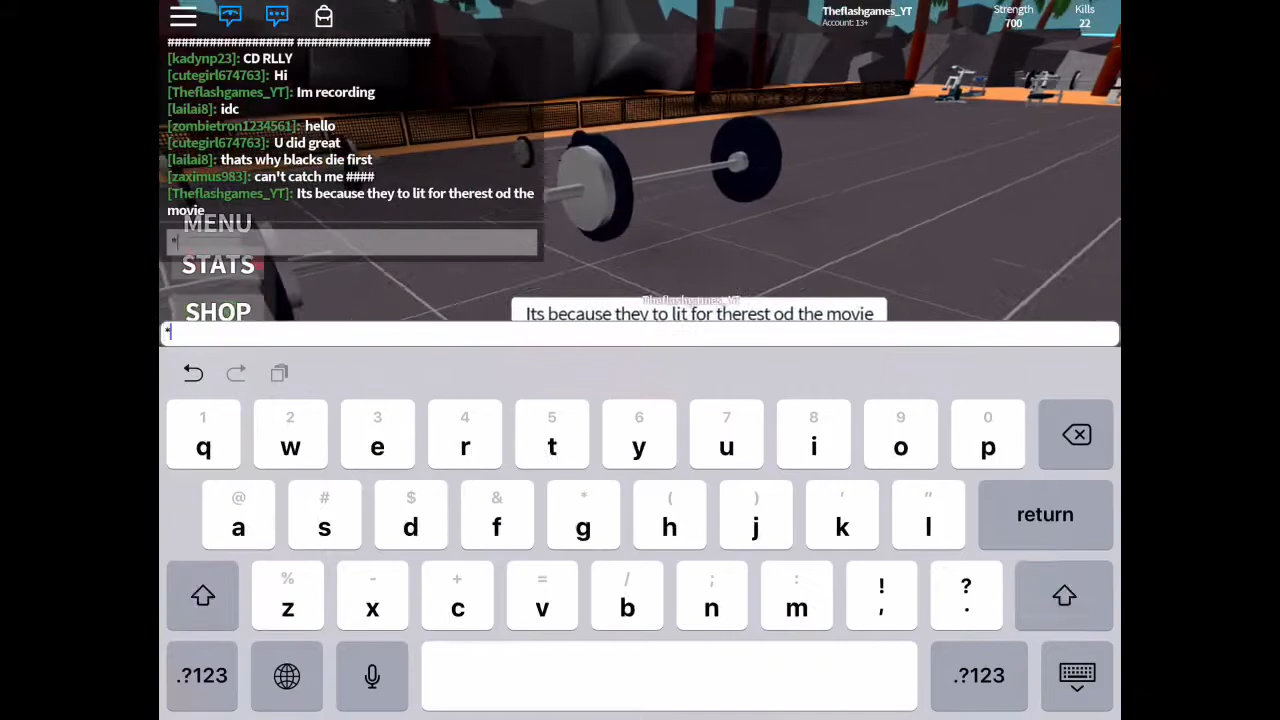 Theflashgames_YT
Account: 13+
Strength
700
Kills
22
################## ###################
[kadynp23]: CD RLLY
[cutegirl674763]: Hi
[Theflashgames_YT]: Im recording
[lailai8]: idc
[zombietron1234561]: hello
[cutegirl674763]: U did great
[lailai8]: thats why blacks die first
[zaximus983]: can't catch me ####
[Theflashgames_YT]: Its because they to lit for therest od the
movie
*
MENU
STATS
SHOP
Theflashgames_YT
Its because they to lit for therest od the movie
*
1 2 3 4 5 6 7 8 9 0
q w e r t y u i o p
@ # $ & * ( ) ' "
a s d f g h j k l return
% - + = / ; : ! ?
z x c v b n m , .
.?123 .?123